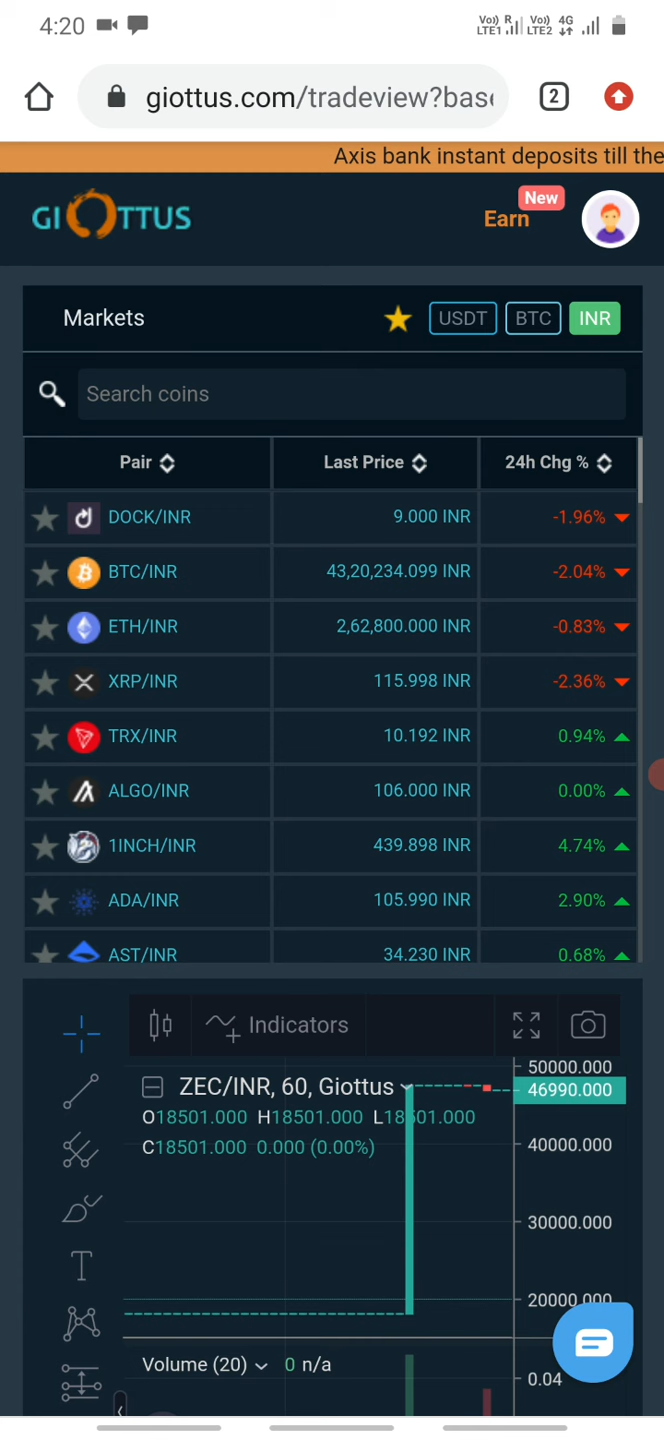 4:20 Vo) R Vo) 4G
LTE1 LTE2
giottus.com/tradeview?base 2
Axis bank instant deposits till the
GIOTTUS Earn New
Markets USDT BTC INR
Search coins
Pair Last Price 24h Chg %
DOCK/INR 9.000 INR -1.96%
BTC/INR 43,20,234.099 INR -2.04%
ETH/INR 2,62,800.000 INR -0.83%
XRP/INR 115.998 INR -2.36%
TRX/INR 10.192 INR 0.94%
ALGO/INR 106.000 INR 0.00%
1INCH/INR 439.898 INR 4.74%
ADA/INR 105.990 INR 2.90%
AST/INR 34.230 INR 0.68%
Indicators
50000.000
ZEC/INR, 60, Giottus 46990.000
O18501.000 H18501.000 L18501.000
C18501.000 0.000 (0.00%)
40000.000
30000.000
20000.000
Volume (20) 0 n/a
0.04